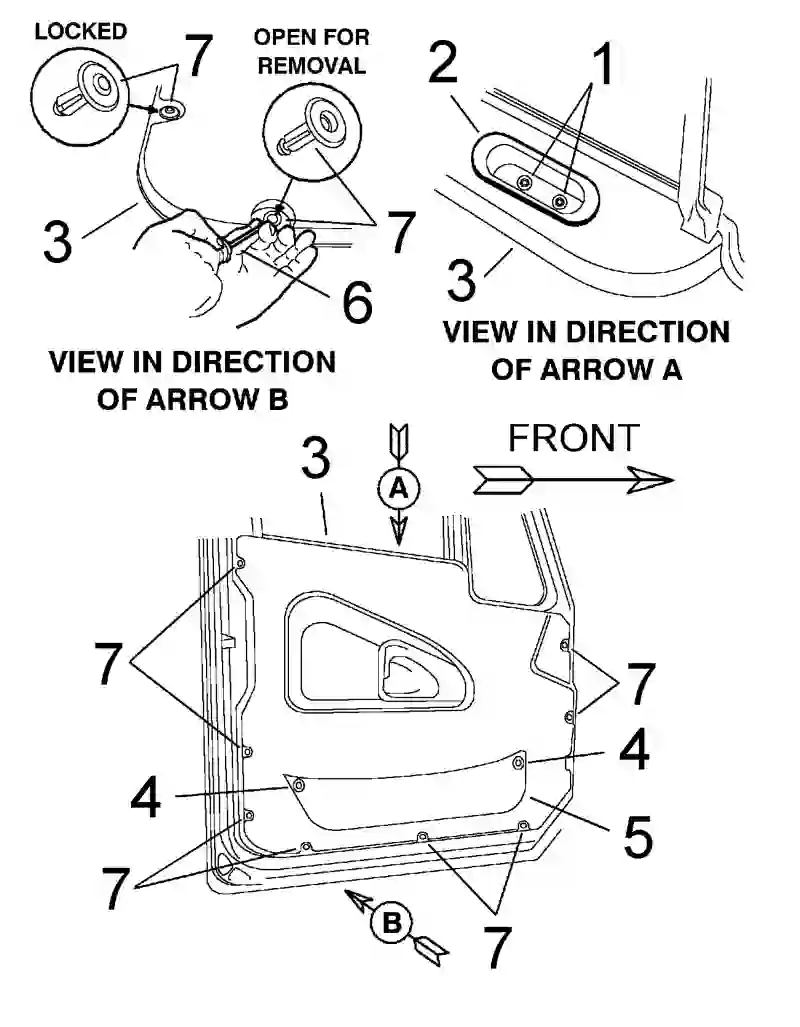 LOCKED
7
OPEN FOR
REMOVAL
2
1
3
7
6
3
VIEW IN DIRECTION
OF ARROW B
VIEW IN DIRECTION
OF ARROW A
3
A
FRONT
7
7
4
4
5
7
B
7